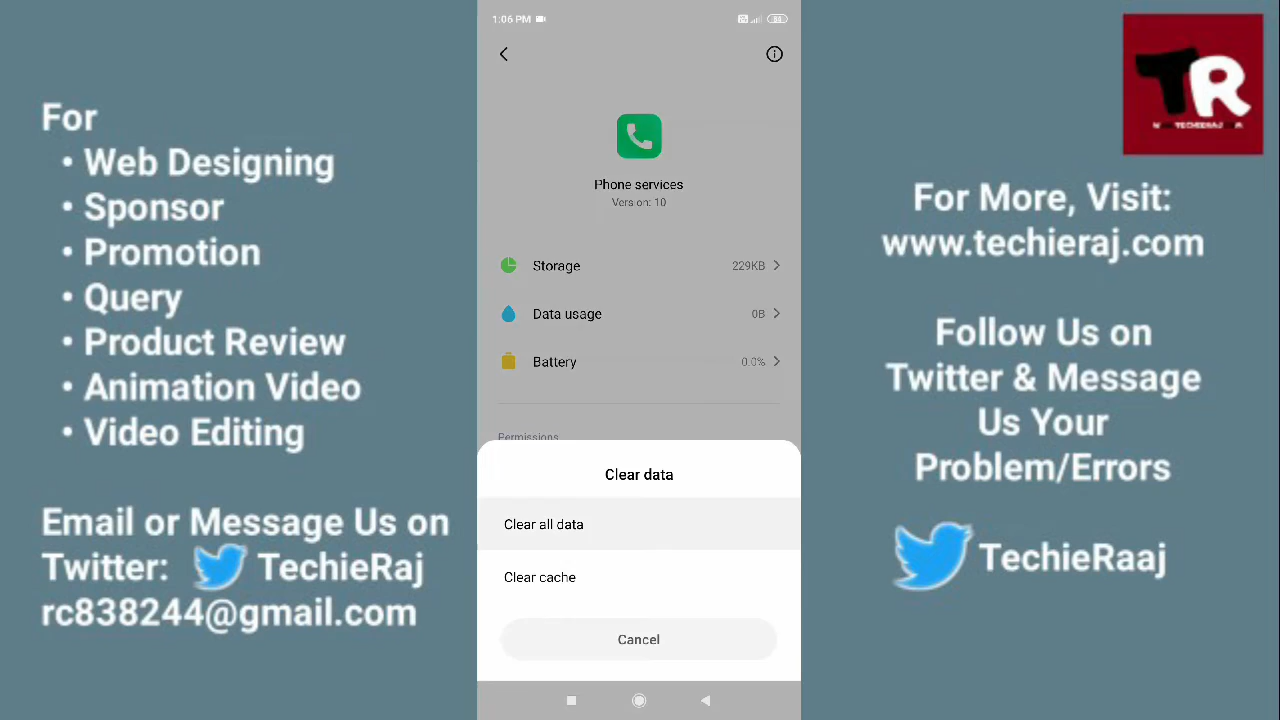 For
• Web Designing
• Sponsor
• Promotion
• Query
• Product Review
• Animation Video
• Video Editing
Email or Message Us on
Twitter: TechieRaj
rc838244@gmail.com
1:06 PM
Phone services
Version: 10
Storage 229KB
Data usage 0B
Battery 0.0%
Permissions
Clear data
Clear all data
Clear cache
Cancel
TR
For More, Visit:
www.techieraj.com
Follow Us on
Twitter & Message
Us Your
Problem/Errors
TechieRaaj